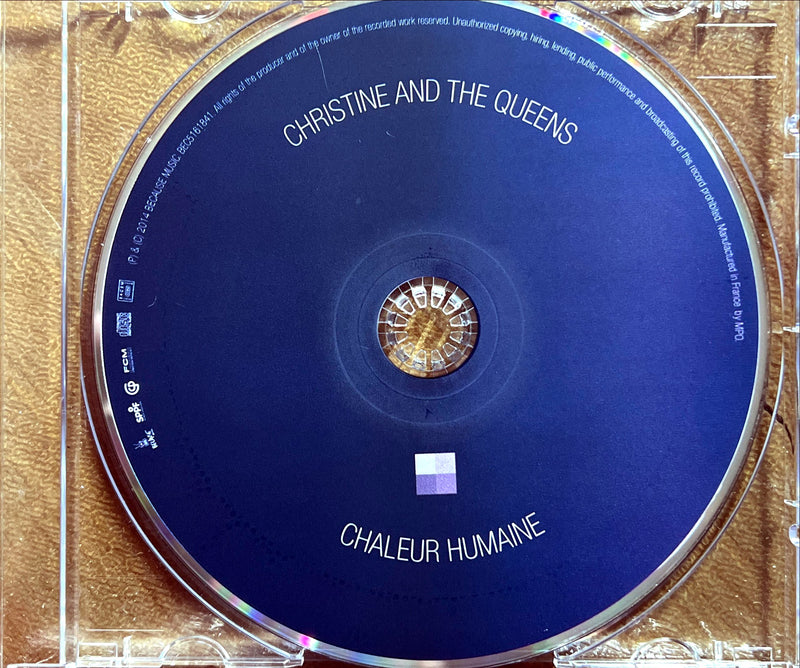 CHRISTINE AND THE QUEENS
CHALEUR HUMAINE
(P) & (C) 2014 BECAUSE MUSIC. BEC5161841. All rights of the producer and of the owner of the recorded work reserved. Unauthorized copying, hiring, lending, public performance and broadcasting of this record prohibited. Manufactured in France by MPO.
FCM
SPPF